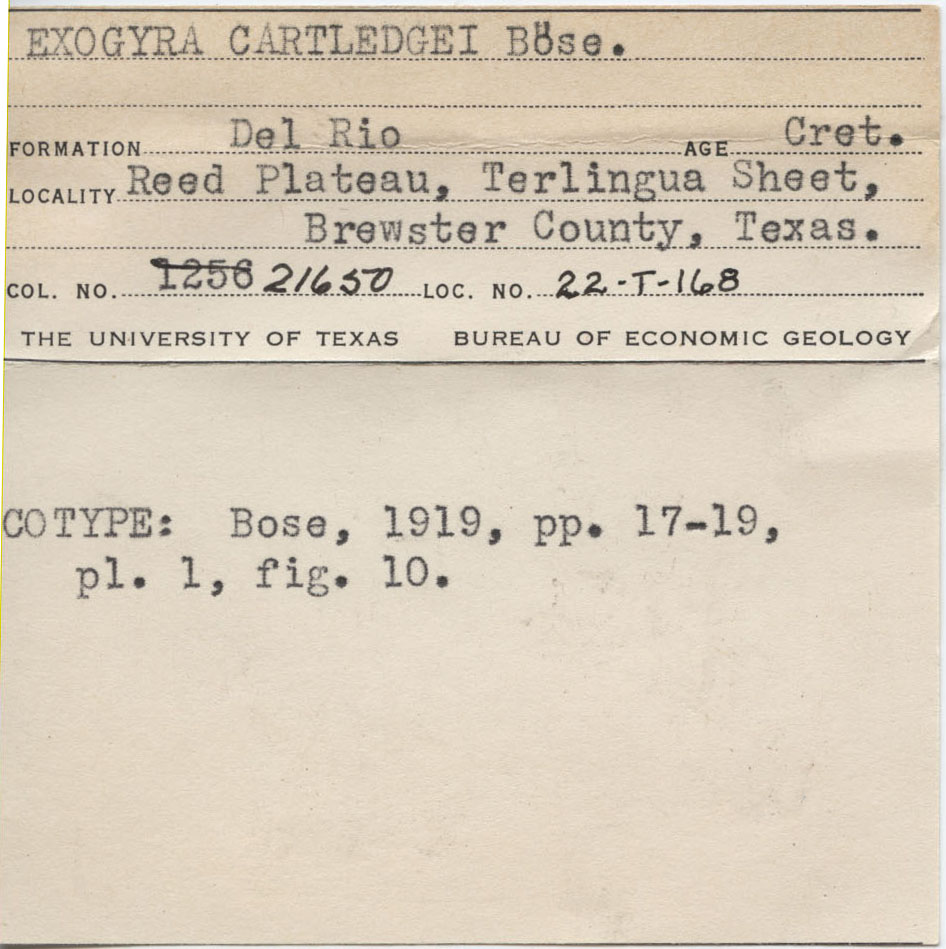 EXOGYRA CARTLEDGEI Böse.
FORMATION Del Rio AGE Cret.
LOCALITY Reed Plateau, Terlingua Sheet,
Brewster County, Texas.
COL. NO. 1256 21650 LOC. NO. 22-T-168
THE UNIVERSITY OF TEXAS BUREAU OF ECONOMIC GEOLOGY
COTYPE: Bose, 1919, pp. 17-19,
pl. 1, fig. 10.